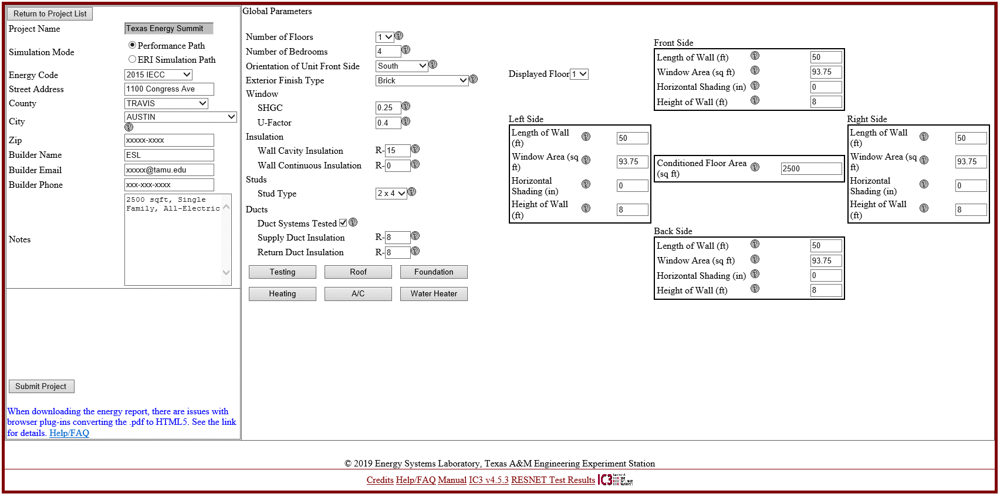 Return to Project List
Project Name Texas Energy Summit
Simulation Mode
Performance Path
ERI Simulation Path
Energy Code 2015 IECC
Street Address 1100 Congress Ave
County TRAVIS
City AUSTIN
Zip xxxxx-xxxx
Builder Name ESL
Builder Email xxxxx@tamu.edu
Builder Phone xxx-xxx-xxxx
Notes
2500 sqft, Single
Family, All-Electric
Submit Project
When downloading the energy report, there are issues with
browser plug-ins converting the .pdf to HTML5. See the link
for details. Help/FAQ
Global Parameters
Number of Floors 1
Number of Bedrooms 4
Orientation of Unit Front Side South
Exterior Finish Type Brick
Window
SHGC 0.25
U-Factor 0.4
Insulation
Wall Cavity Insulation R-15
Wall Continuous Insulation R-0
Studs
Stud Type 2 x 4
Ducts
Duct Systems Tested
Supply Duct Insulation R-8
Return Duct Insulation R-8
Testing Roof Foundation
Heating A/C Water Heater
Displayed Floor 1
Front Side
Length of Wall (ft) 50
Window Area (sq ft) 93.75
Horizontal Shading (in) 0
Height of Wall (ft) 8
Left Side
Length of Wall
(ft) 50
Window Area (sq
ft) 93.75
Horizontal
Shading (in) 0
Height of Wall
(ft) 8
Conditioned Floor Area
(sq ft) 2500
Right Side
Length of Wall
(ft) 50
Window Area (sq
ft) 93.75
Horizontal
Shading (in) 0
Height of Wall
(ft) 8
Back Side
Length of Wall (ft) 50
Window Area (sq ft) 93.75
Horizontal Shading (in) 0
Height of Wall (ft) 8
© 2019 Energy Systems Laboratory, Texas A&M Engineering Experiment Station
Credits Help/FAQ Manual IC3 v4.5.3 RESNET Test Results IC3